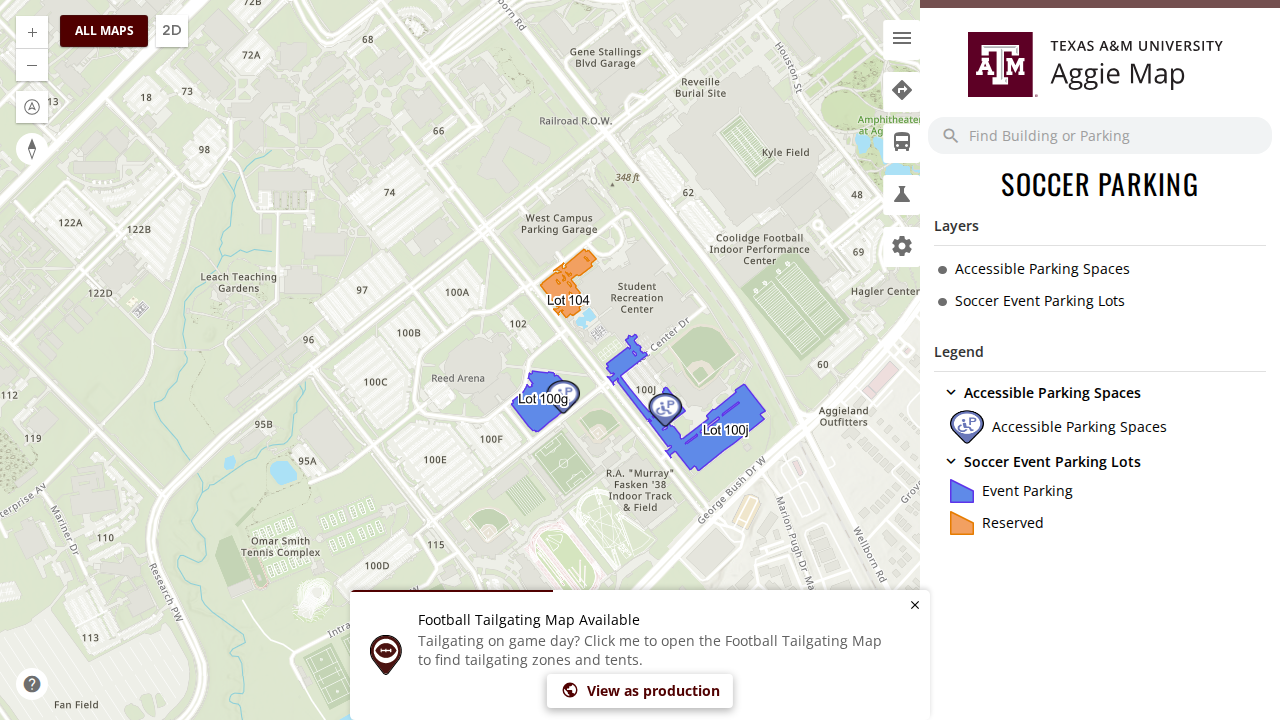 ALL MAPS
2D
TEXAS A&M UNIVERSITY
Aggie Map
Find Building or Parking
SOCCER PARKING
Layers
Accessible Parking Spaces
Soccer Event Parking Lots
Legend
Accessible Parking Spaces
Accessible Parking Spaces
Soccer Event Parking Lots
Event Parking
Reserved
72B
Houston St
68
72A
Gene Stallings
Blvd Garage
13
18
73
Reveille
Burial Site
66
Railroad R.O.W.
Amphitheater
98
Kyle Field
348 ft
74
62
48
122A
122B
West Campus
Parking Garage
Coolidge Football
Indoor Performance
Center
69
Leach Teaching
Gardens
122D
97
100A
Lot 104
Student
Recreation
Center
Hagler Center
102
Center Dr
100B
96
60
112
100C
Reed Arena
Lot 100g
100J
Lot 100j
Aggieland
Outfitters
95B
119
100F
95A
100E
R.A. "Murray"
Fasken '38
Indoor Track
& Field
George Bush Dr W
Mariner Dr
110
Omar Smith
Tennis Complex
115
Marion Pugh Dr
Wellborn Rd
100D
Research PW
113
Fan Field
Football Tailgating Map Available
Tailgating on game day? Click me to open the Football Tailgating Map
to find tailgating zones and tents.
View as production